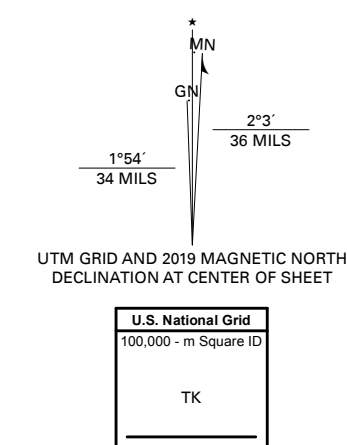 MN
GN
2°3´
36 MILS
1°54´
34 MILS
UTM GRID AND 2019 MAGNETIC NORTH
DECLINATION AT CENTER OF SHEET
U.S. National Grid
100,000 - m Square ID
TK